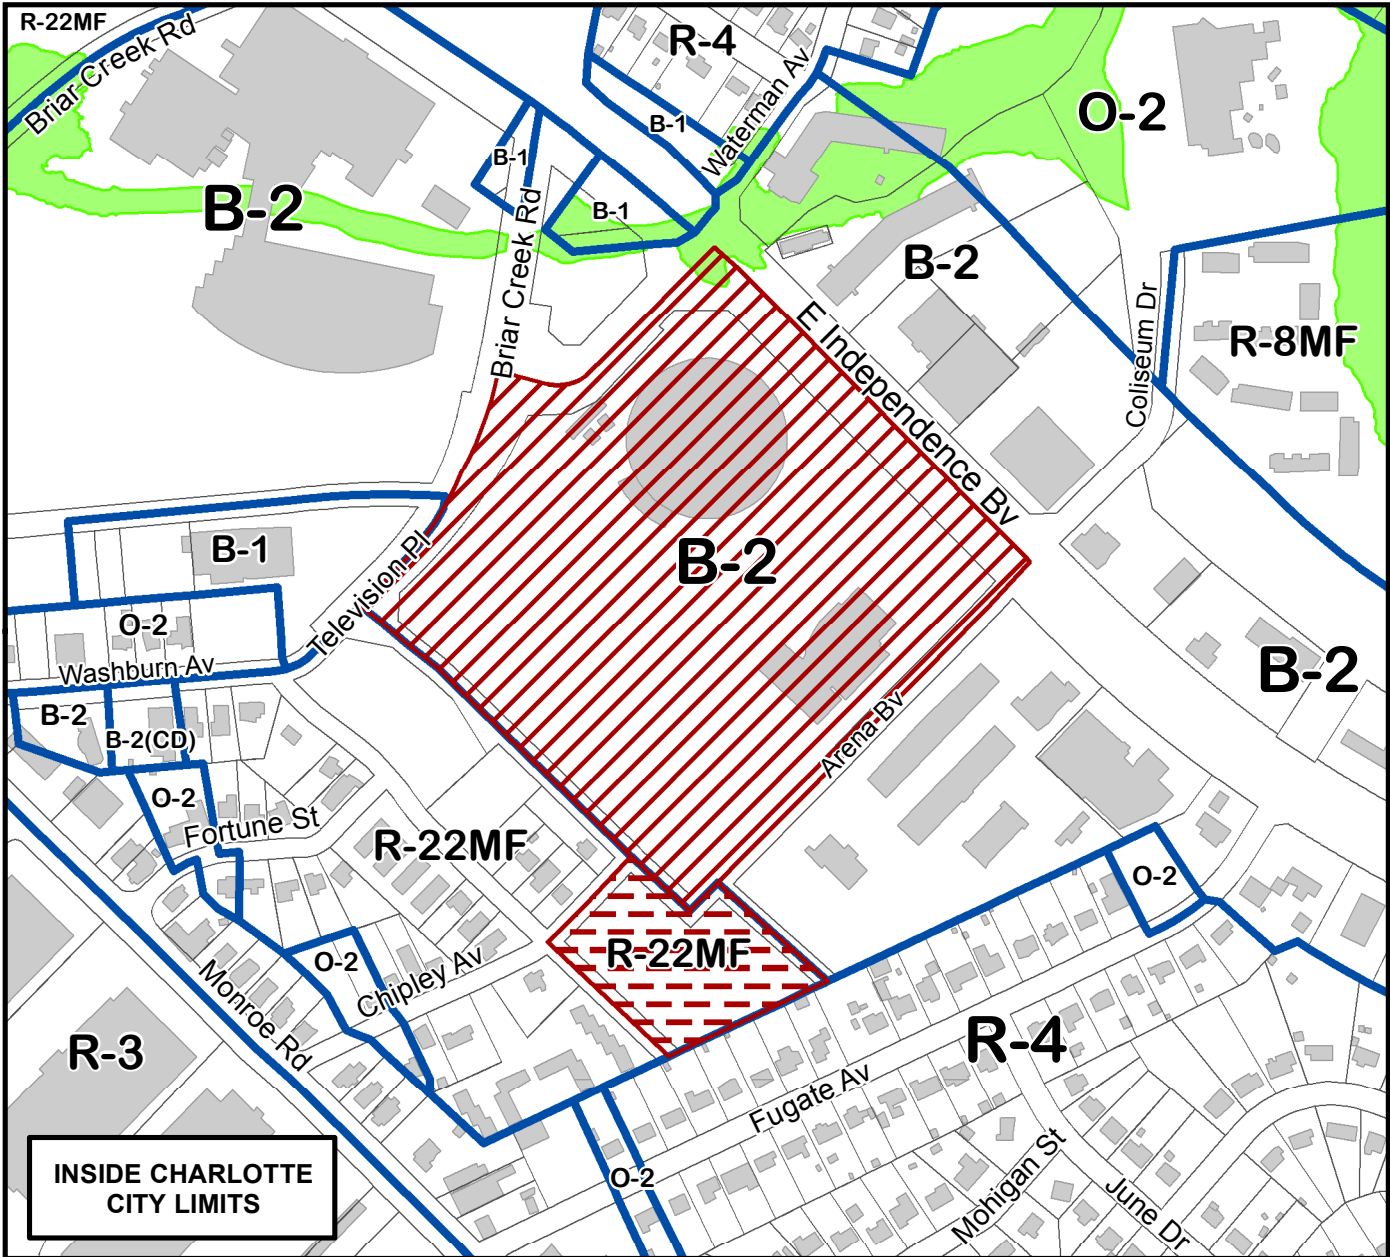 R-22MF
Briar Creek Rd
R-4
Waterman Av
O-2
B-1
B-1
B-1
B-2
Briar Creek Rd
B-2
E Independence Bv
Coliseum Dr
R-8MF
B-1
B-2
Television Pl
O-2
Washburn Av
B-2
B-2
B-2(CD)
Arena Bv
O-2
Fortune St
R-22MF
O-2
R-22MF
O-2
Chipley Av
Monroe Rd
R-3
R-4
Fugate Av
O-2
Mohigan St
June Dr
INSIDE CHARLOTTE
CITY LIMITS